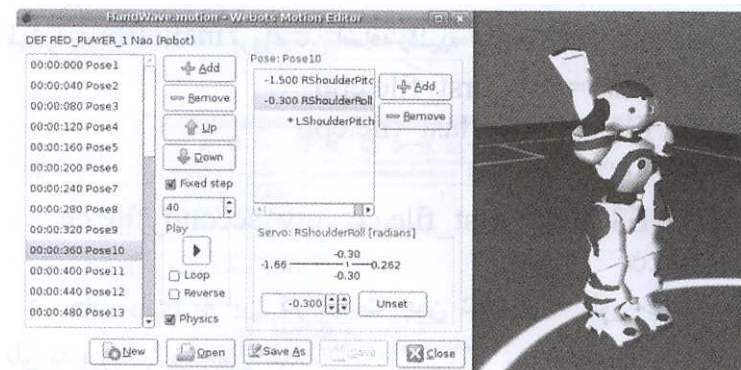 HandWave.motion - Webots Motion Editor
DEF RED_PLAYER_1 Nao (Robot)
00:00:000 Pose1
00:00:040 Pose2
00:00:080 Pose3
00:00:120 Pose4
00:00:160 Pose5
00:00:200 Pose6
00:00:240 Pose7
00:00:280 Pose8
00:00:320 Pose9
00:00:360 Pose10
00:00:400 Pose11
00:00:440 Pose12
00:00:480 Pose13
Add
Remove
Up
Down
Fixed step
40
Play
Loop
Reverse
Physics
Pose: Pose10
-1.500 RShoulderPitc
-0.300 RShoulderRoll
* LShoulderPitch
Add
Remove
Servo: RShoulderRoll [radians]
-0.30
-1.66
0.262
-0.30
-0.300
Unset
New
Open
Save As
Save
Close